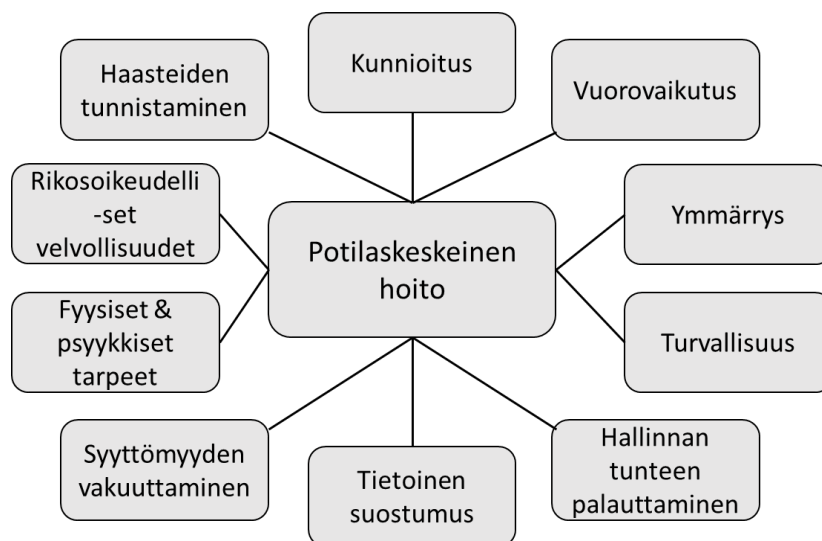 Haasteiden
tunnistaminen
Kunnioitus
Vuorovaikutus
Rikosoikeudelli
-set
velvollisuudet
Potilaskeskeinen
hoito
Ymmärrys
Fyysiset &
psyykkiset
tarpeet
Turvallisuus
Syyttömyyden
vakuuttaminen
Tietoinen
suostumus
Hallinnan
tunteen
palauttaminen